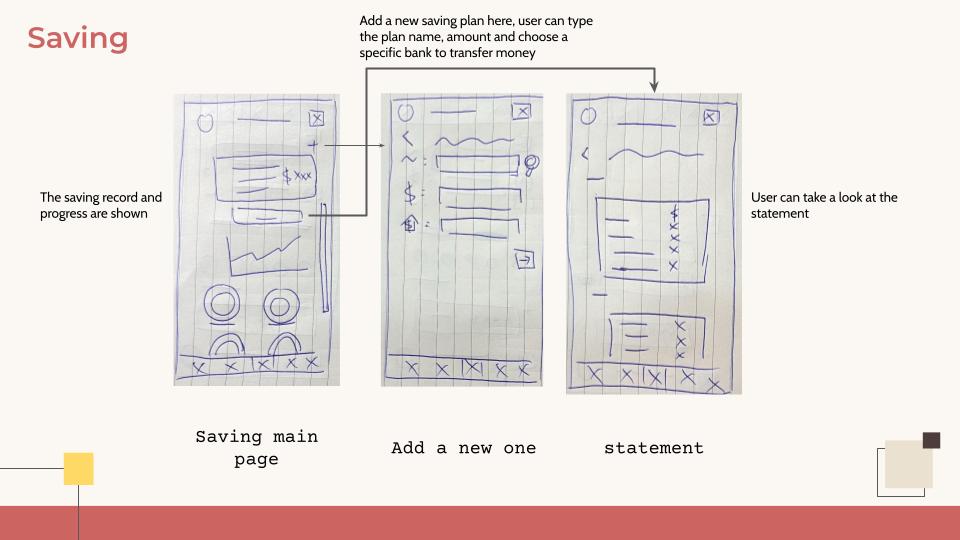 Saving
Add a new saving plan here, user can type
the plan name, amount and choose a
specific bank to transfer money
The saving record and
progress are shown
$xxx
+
<
~ :
$ :
$ :
<
$
x
x
x
x
x
x
x
User can take a look at the
statement
X X X X X
X X X X X
X X X X X
Saving main
page
Add a new one
statement